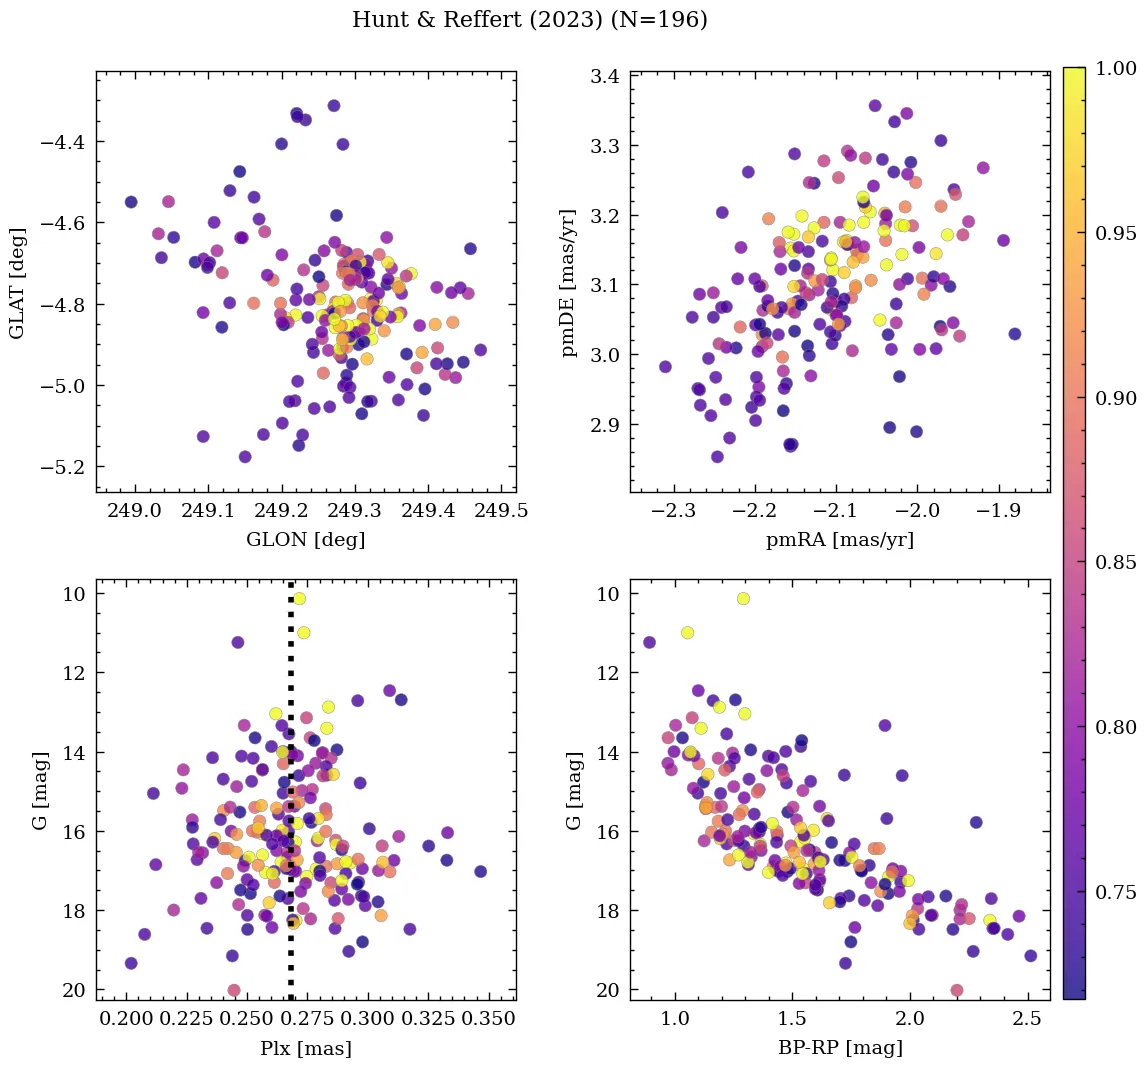 Hunt & Reffert (2023) (N=196)
−4.4
−4.6
−4.8
−5.0
−5.2
GLAT [deg]
249.0 249.1 249.2 249.3 249.4 249.5
GLON [deg]
3.4
3.3
3.2
3.1
3.0
2.9
pmDE [mas/yr]
−2.3 −2.2 −2.1 −2.0 −1.9
pmRA [mas/yr]
1.00
0.95
0.90
0.85
0.80
0.75
10
12
14
16
18
20
G [mag]
0.200 0.225 0.250 0.275 0.300 0.325 0.350
Plx [mas]
10
12
14
16
18
20
G [mag]
1.0 1.5 2.0 2.5
BP-RP [mag]